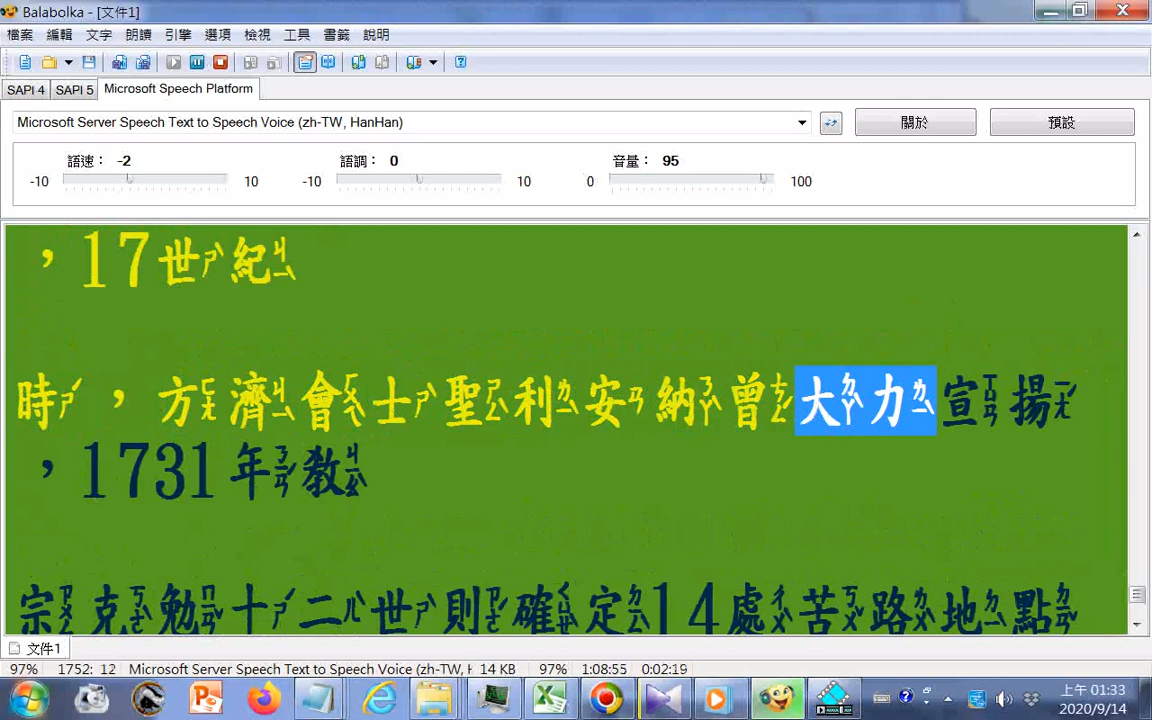 Balabolka - [文件1]
檔案 編輯 文字 朗讀 引擎 選項 檢視 工具 書籤 說明
SAPI 4 SAPI 5 Microsoft Speech Platform
Microsoft Server Speech Text to Speech Voice (zh-TW, HanHan) 關於 預設
語速： -2 語調： 0 音量： 95
-10 10 -10 10 0 100
，17世紀
時，方濟會士聖利安納曾大力宣揚
，1731年教
宗克勉十二世則確定14處苦路地點
文件1
97% 1752: 12 Microsoft Server Speech Text to Speech Voice (zh-TW, H 14 KB 97% 1:08:55 0:02:19
上午 01:33
2020/9/14